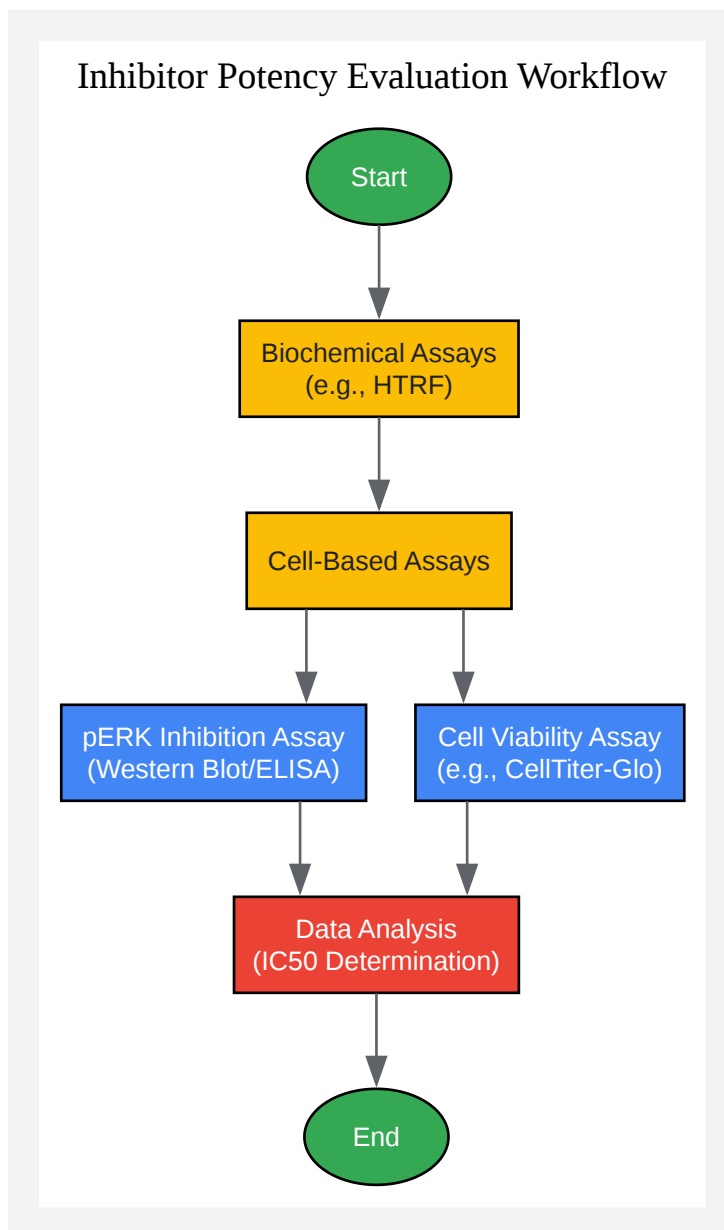 Inhibitor Potency Evaluation Workflow
Start
Biochemical Assays
(e.g., HTRF)
Cell-Based Assays
pERK Inhibition Assay
(Western Blot/ELISA)
Cell Viability Assay
(e.g., CellTiter-Glo)
Data Analysis
(IC50 Determination)
End